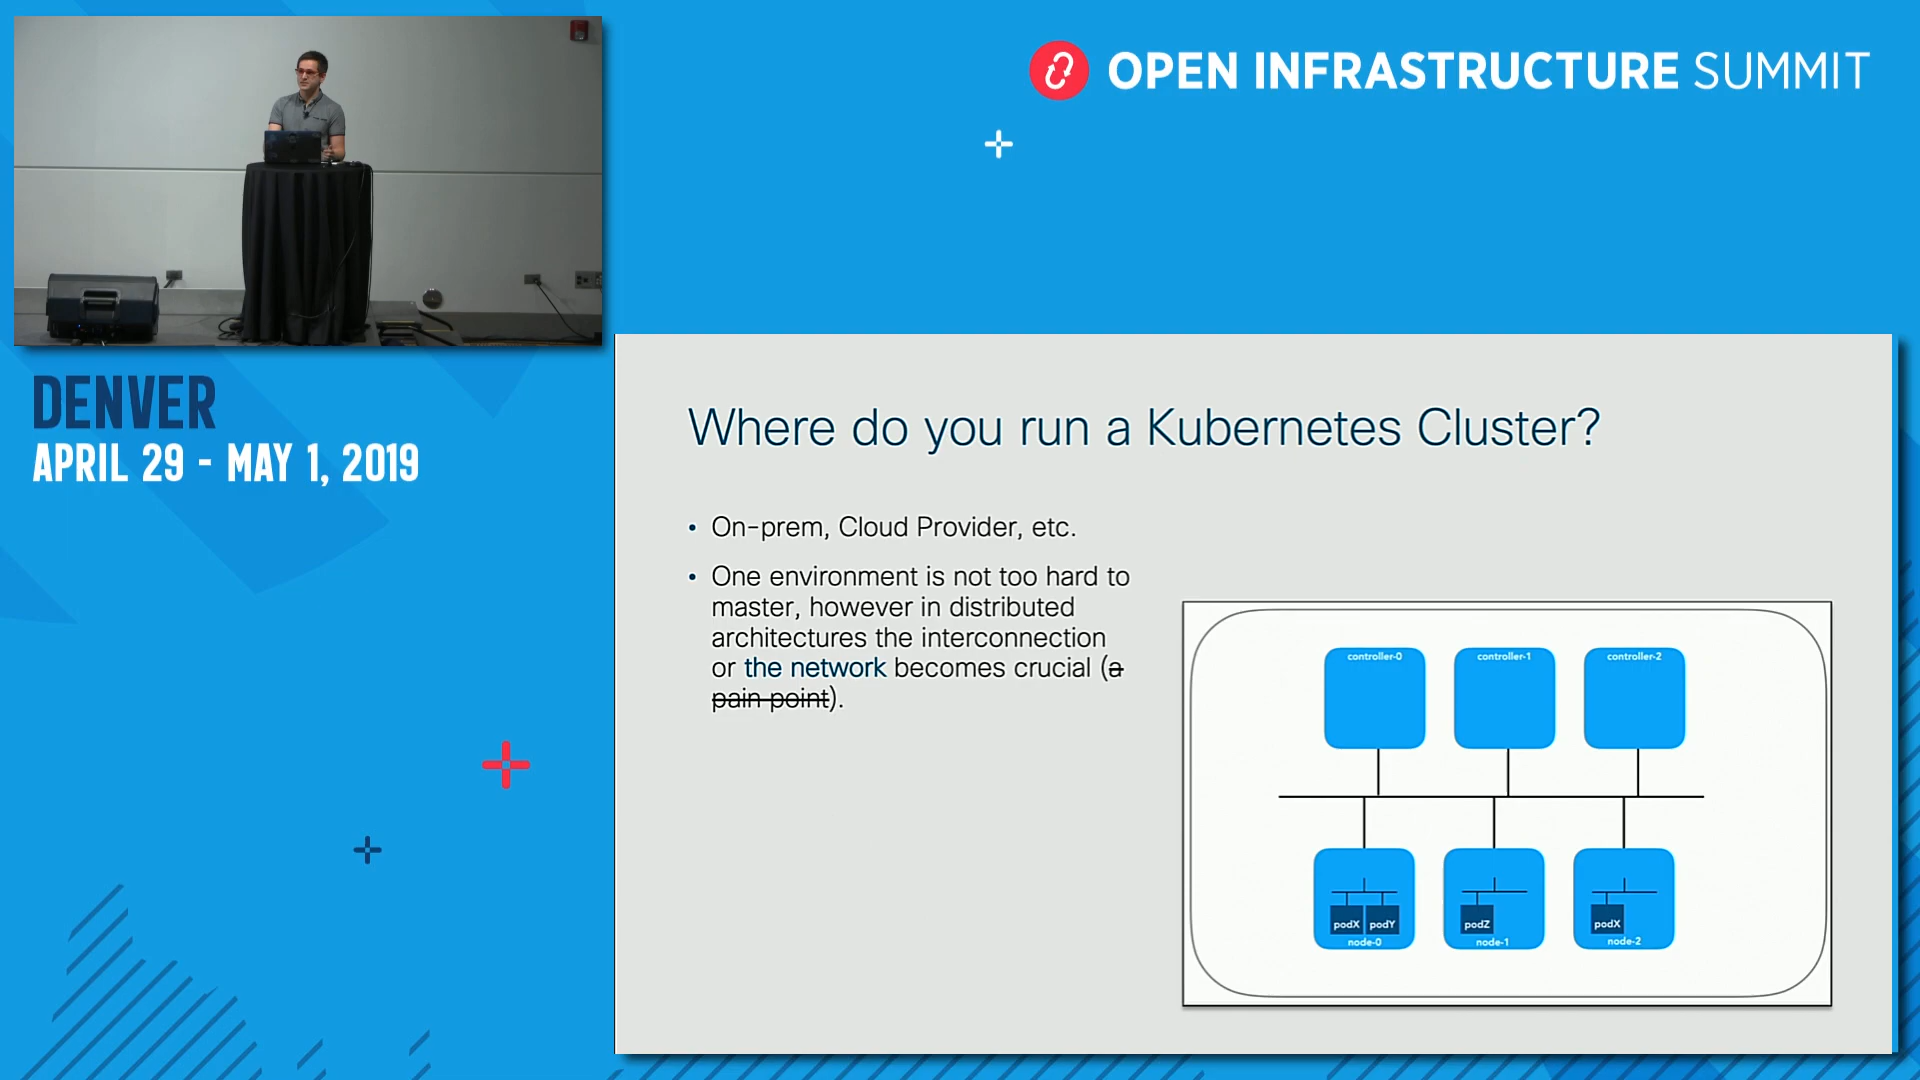 OPEN INFRASTRUCTURE SUMMIT
DENVER
APRIL 29 - MAY 1, 2019
Where do you run a Kubernetes Cluster?
• On-prem, Cloud Provider, etc.
• One environment is not too hard to
master, however in distributed
architectures the interconnection
or the network becomes crucial (a
pain point).
controller-0 controller-1 controller-2
podX podY podZ podX
node-0 node-1 node-2